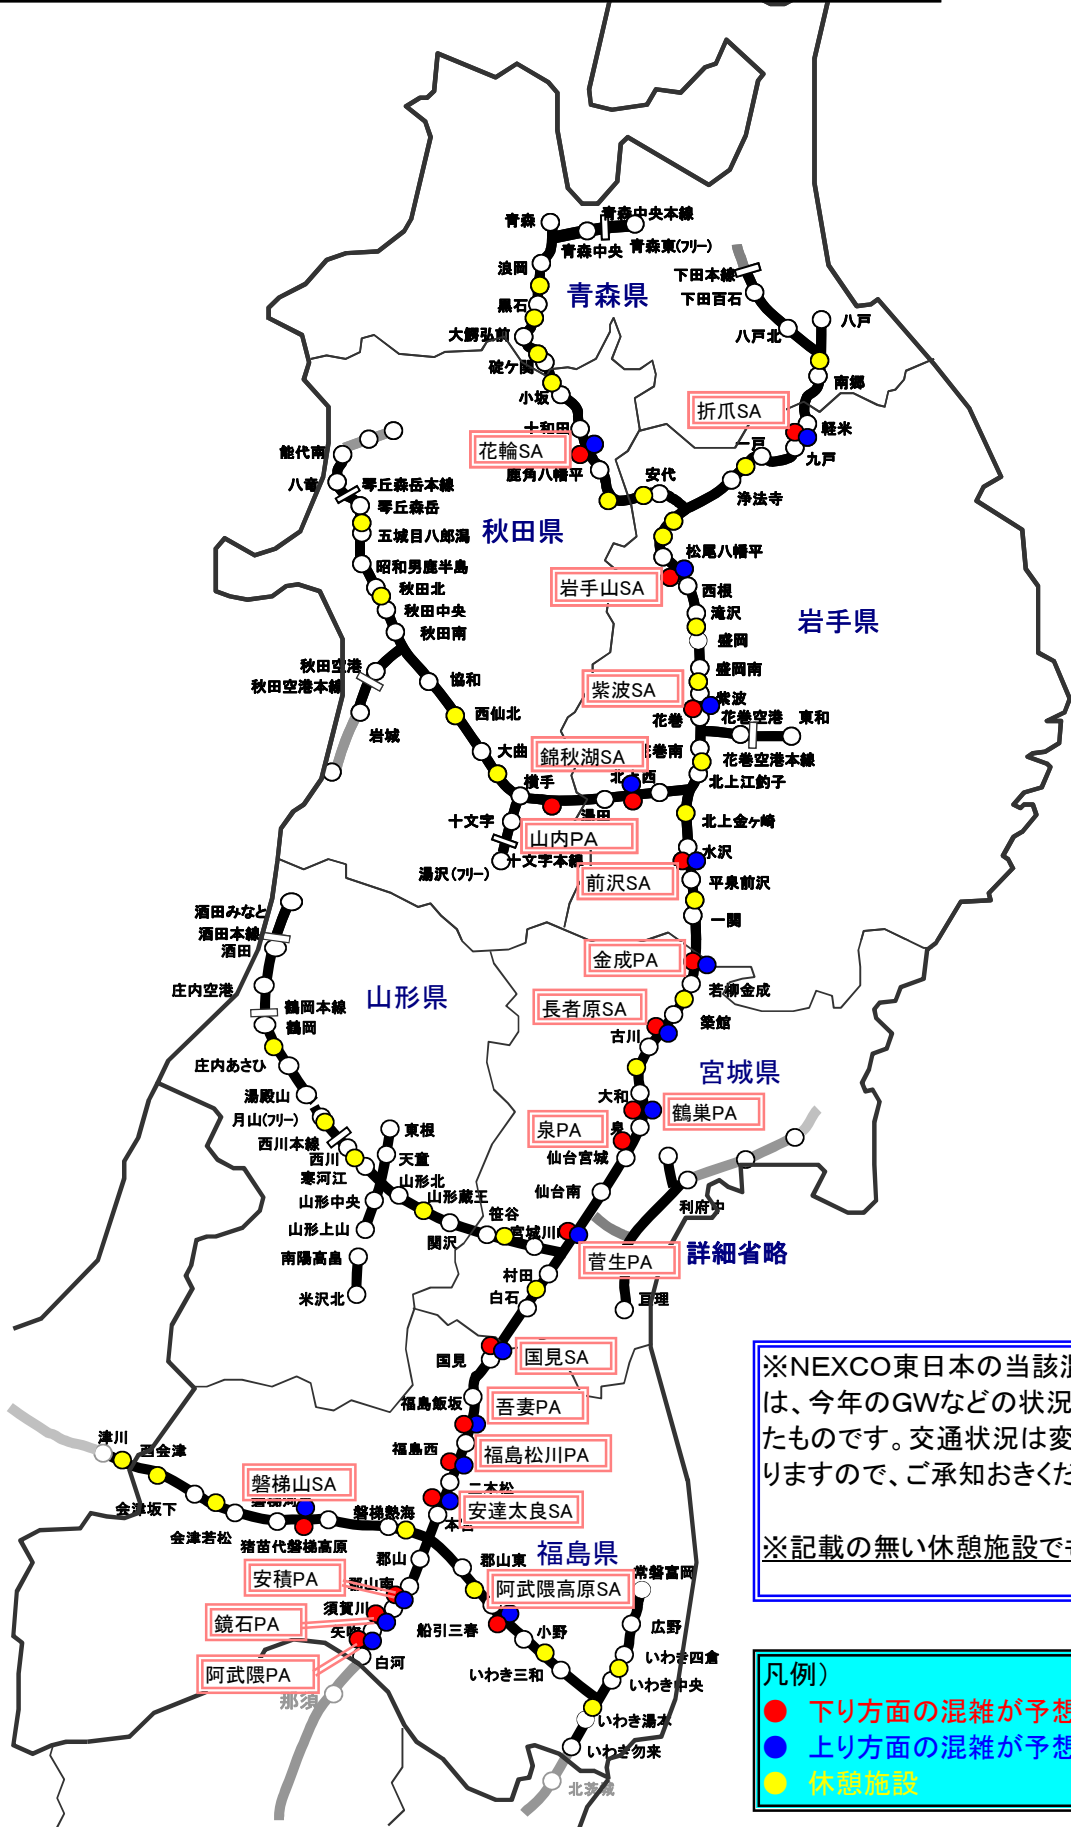 青森
青森中央本線
青森中央
青森東(フリー)
浪岡
下田本線
青森県
下田百石
黒石
八戸
大鰐弘前
八戸北
碇ケ関
南郷
小坂
折爪SA
十和田
軽米
花輪SA
一戸
九戸
能代南
鹿角八幡平
安代
八竜
琴丘森岳本線
浄法寺
琴丘森岳
秋田県
五城目八郎潟
松尾八幡平
昭和男鹿半島
岩手山SA
西根
秋田北
秋田中央
滝沢
岩手県
秋田南
盛岡
秋田空港
盛岡南
秋田空港本線
協和
紫波SA
紫波
西仙北
花巻
花巻空港
東和
岩城
大曲
錦秋湖SA
巻南
花巻空港本線
横手
北上西
北上江釣子
十文字
湯田
北上金ヶ崎
山内PA
水沢
湯沢(フリー)
十文字本線
前沢SA
平泉前沢
酒田みなと
一関
酒田本線
酒田
金成PA
庄内空港
山形県
若柳金成
鶴岡本線
長者原SA
鶴岡
築館
古川
庄内あさひ
宮城県
湯殿山
大和
月山(フリー)
鶴巣PA
東根
泉PA
泉
西川本線
西川
天童
仙台宮城
寒河江
山形北
仙台南
山形中央
山形蔵王
利府中
笹谷
山形上山
関沢
宮城川
詳細省略
南陽高畠
菅生PA
村田
米沢北
白石
亘理
国見
国見SA
※NEXCO東日本の当該混
は、今年のGWなどの状況
福島飯坂
吾妻PA
たものです。交通状況は変
津川
西会津
福島西
福島松川PA
りますので、ご承知おきくだ
磐梯山SA
二本松
会津坂下
安達太良SA
磐梯熱海
本宮
会津若松
猪苗代磐梯高原
※記載の無い休憩施設でも
郡山
郡山東
福島県
常磐富岡
安積PA
郡山南
阿武隈高原SA
須賀川
鏡石PA
矢吹
船引三春
小野
広野
白河
いわき三和
いわき四倉
阿武隈PA
いわき中央
那須
いわき湯本
いわき勿来
北茨城
凡例)
下り方面の混雑が予想
上り方面の混雑が予想
休憩施設